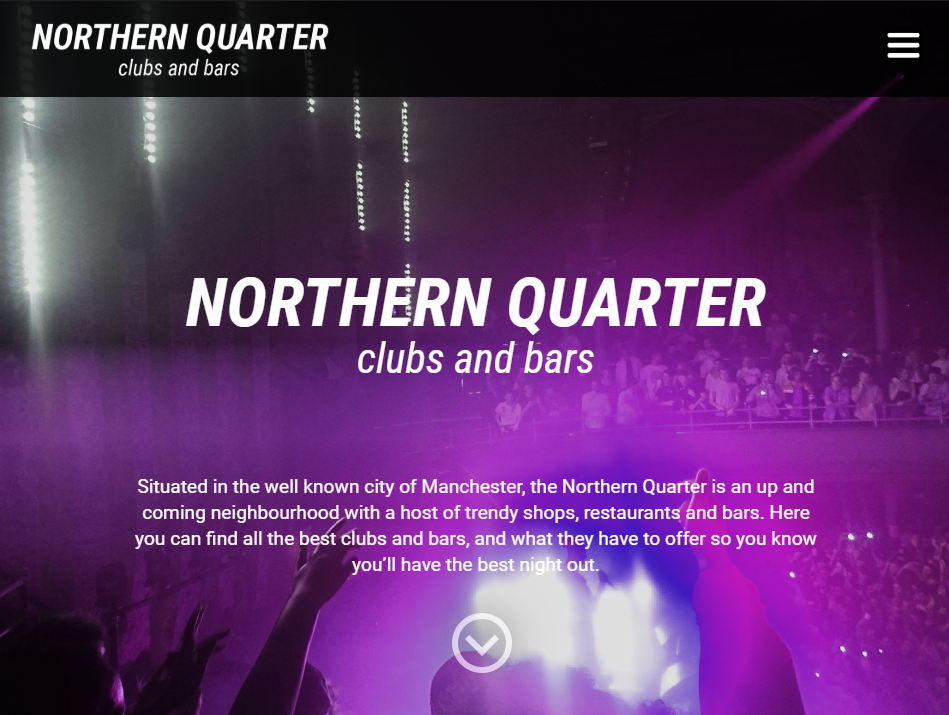 NORTHERN QUARTER
clubs and bars
NORTHERN QUARTER
clubs and bars
Situated in the well known city of Manchester, the Northern Quarter is an up and
coming neighbourhood with a host of trendy shops, restaurants and bars. Here
you can find all the best clubs and bars, and what they have to offer so you know
you’ll have the best night out.